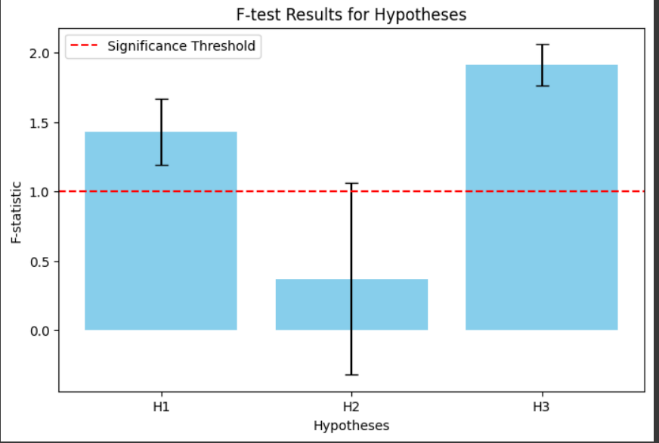 F-test Results for Hypotheses
Significance Threshold
2.0
1.5
1.0
0.5
0.0
F-statistic
H1 H2 H3
Hypotheses